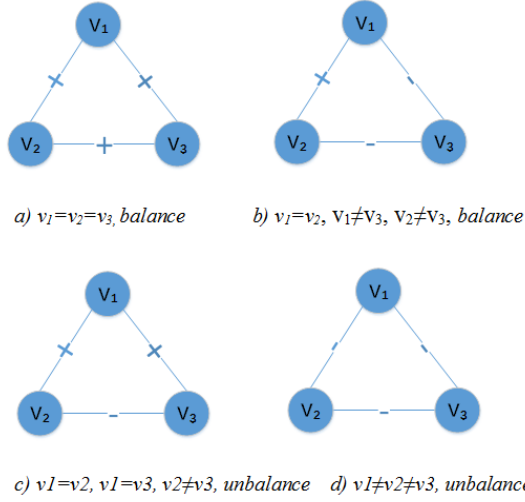 V₁
V₁
+
+
+
-
V₂
+
V₃
V₂
-
V₃
a) v₁=v₂=v₃, balance
b) v₁=v₂, v₁≠v₃, v₂≠v₃, balance
V₁
V₁
+
+
-
-
V₂
-
V₃
V₂
-
V₃
c) v1=v2, v1=v3, v2≠v3, unbalance
d) v1≠v2≠v3, unbalance